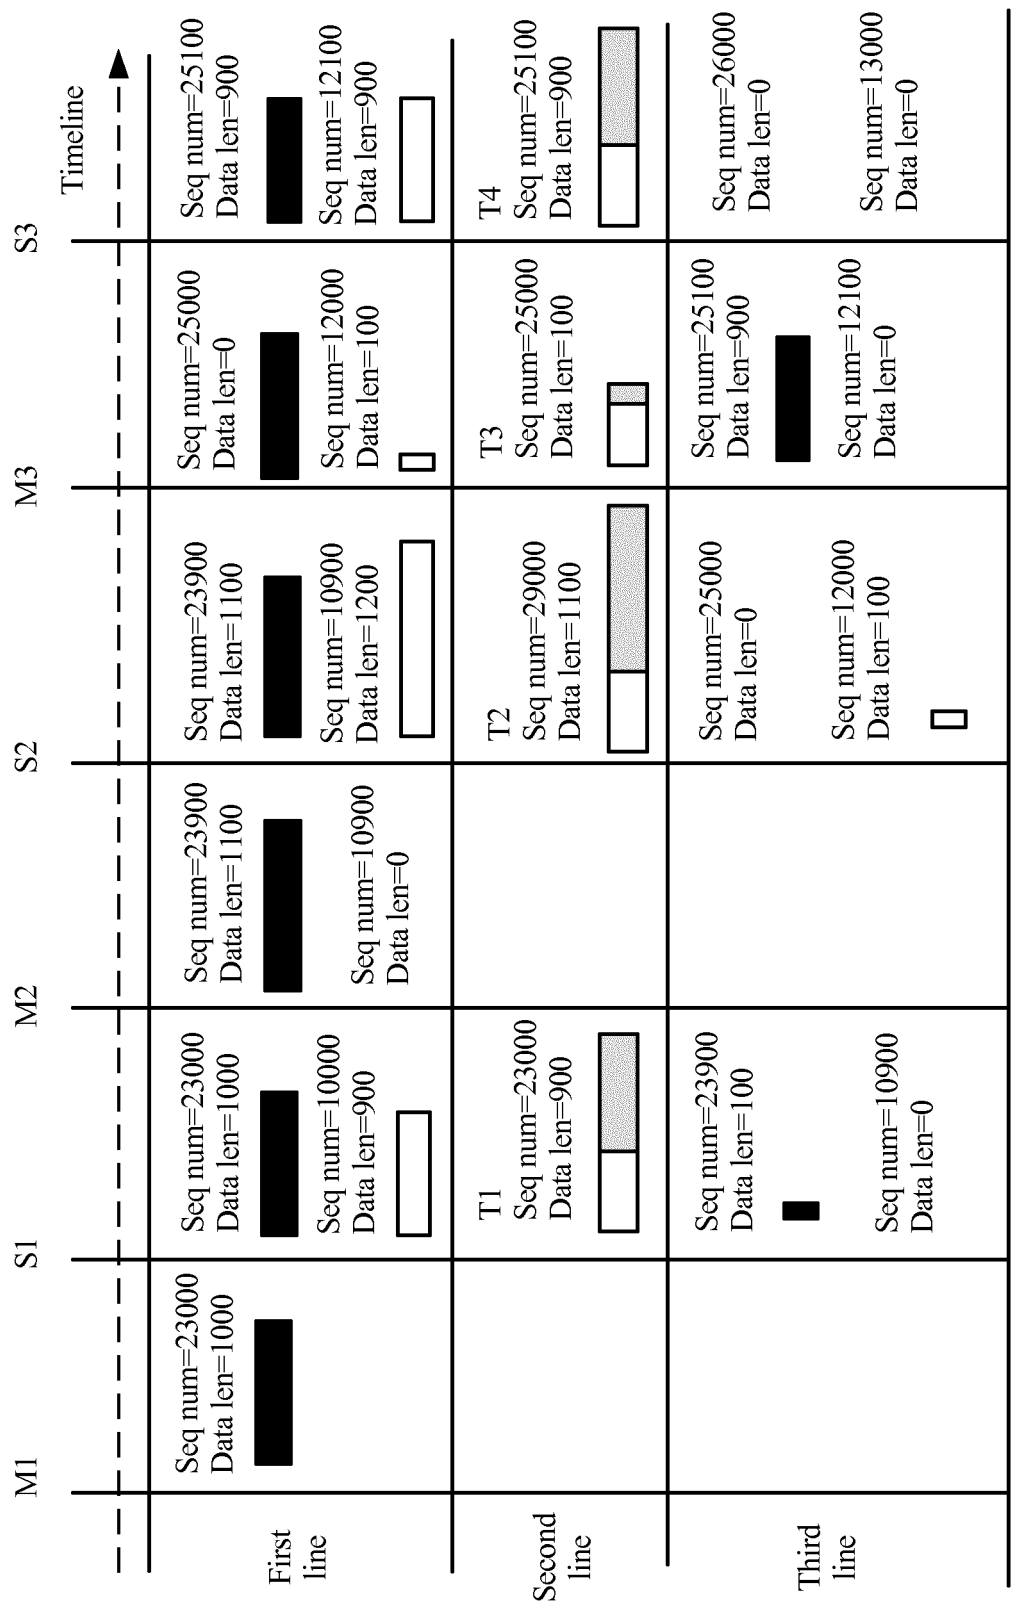 Timeline
M1
S1
M2
S2
M3
S3
First
line
Seq num=23000
Data len=1000
Seq num=23000
Data len=1000
Seq num=10000
Data len=900
Seq num=23900
Data len=1100
Seq num=10900
Data len=0
Seq num=23900
Data len=1100
Seq num=10900
Data len=1200
Seq num=25000
Data len=0
Seq num=12000
Data len=100
Seq num=25100
Data len=900
Seq num=12100
Data len=900
Second
line
T1
Seq num=23000
Data len=900
T2
Seq num=29000
Data len=1100
T3
Seq num=25000
Data len=100
T4
Seq num=25100
Data len=900
Third
line
Seq num=23900
Data len=100
Seq num=10900
Data len=0
Seq num=25000
Data len=0
Seq num=12000
Data len=100
Seq num=25100
Data len=900
Seq num=12100
Data len=0
Seq num=26000
Data len=0
Seq num=13000
Data len=0